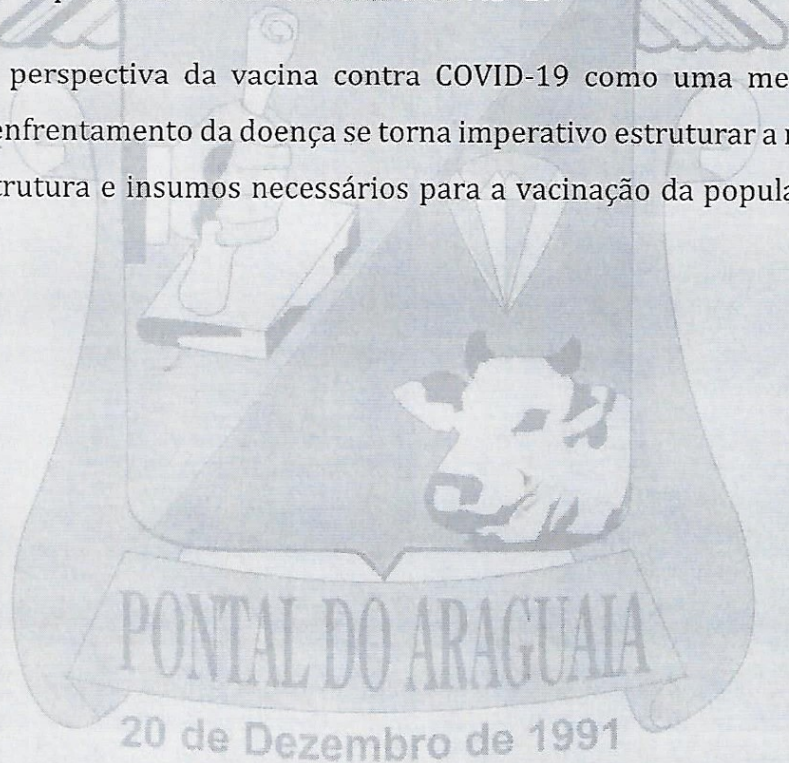 perspectiva da vacina contra COVID-19 como uma me
enfrentamento da doença se torna imperativo estruturar a
trutura e insumos necessários para a vacinação da popula
PONTAL DO ARAGUAIA
20 de Dezembro de 1991